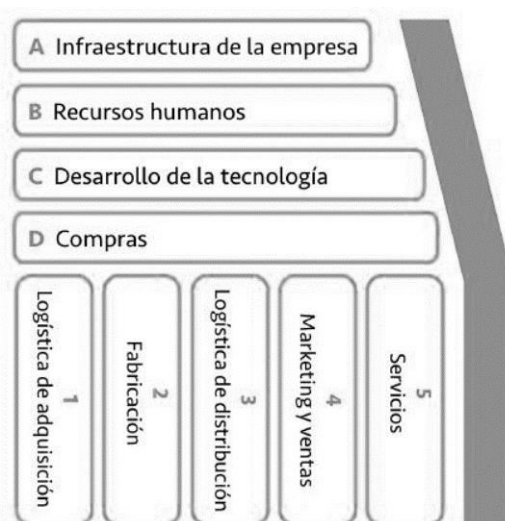 A Infraestructura de la empresa
B Recursos humanos
C Desarrollo de la tecnología
D Compras
1
Logística de adquisición
2
Fabricación
3
Logística de distribución
4
Marketing y ventas
5
Servicios